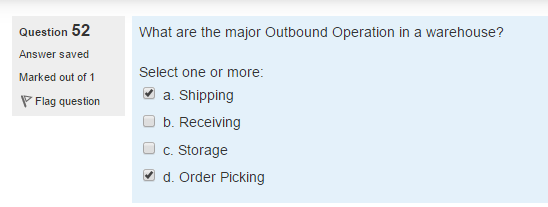 Question 52
Answer saved
Marked out of 1
Flag question
What are the major Outbound Operation in a warehouse?
Select one or more:
a. Shipping
b. Receiving
c. Storage
d. Order Picking